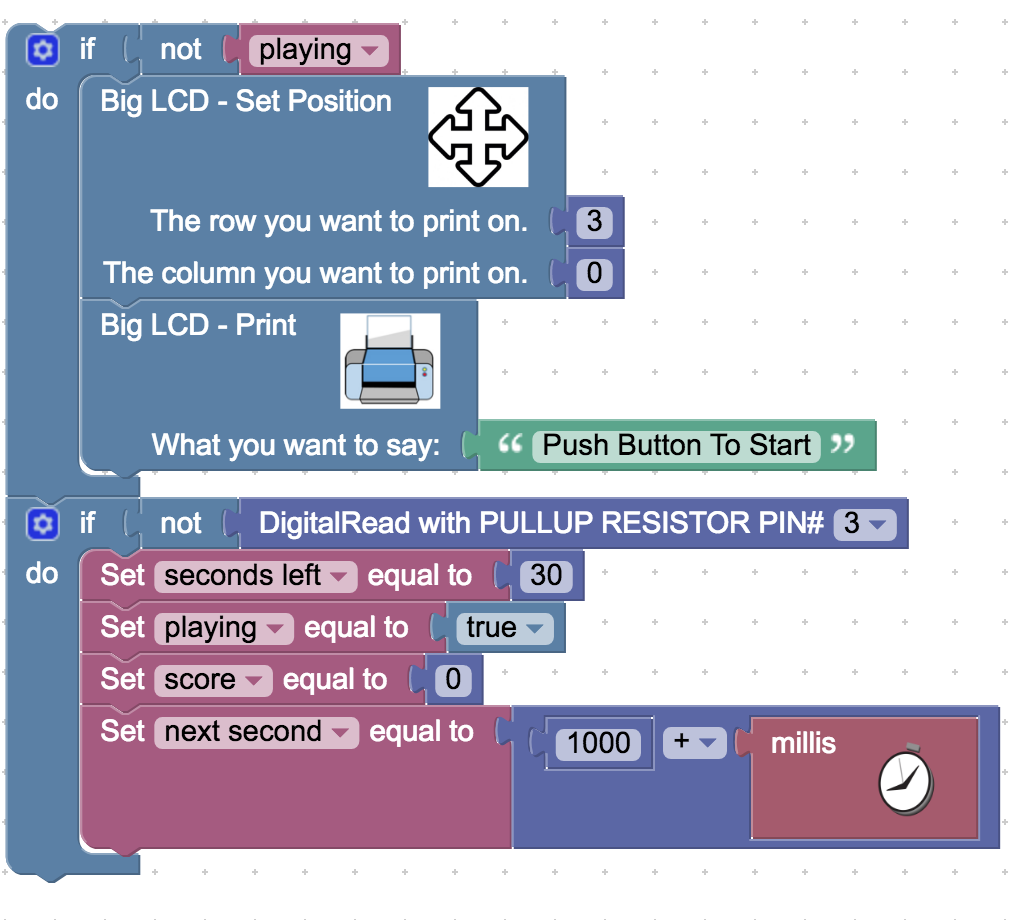 if not playing
do Big LCD - Set Position
The row you want to print on. 3
The column you want to print on. 0
Big LCD - Print
What you want to say: “ Push Button To Start ”
if not DigitalRead with PULLUP RESISTOR PIN# 3
do Set seconds left equal to 30
Set playing equal to true
Set score equal to 0
Set next second equal to 1000 + millis